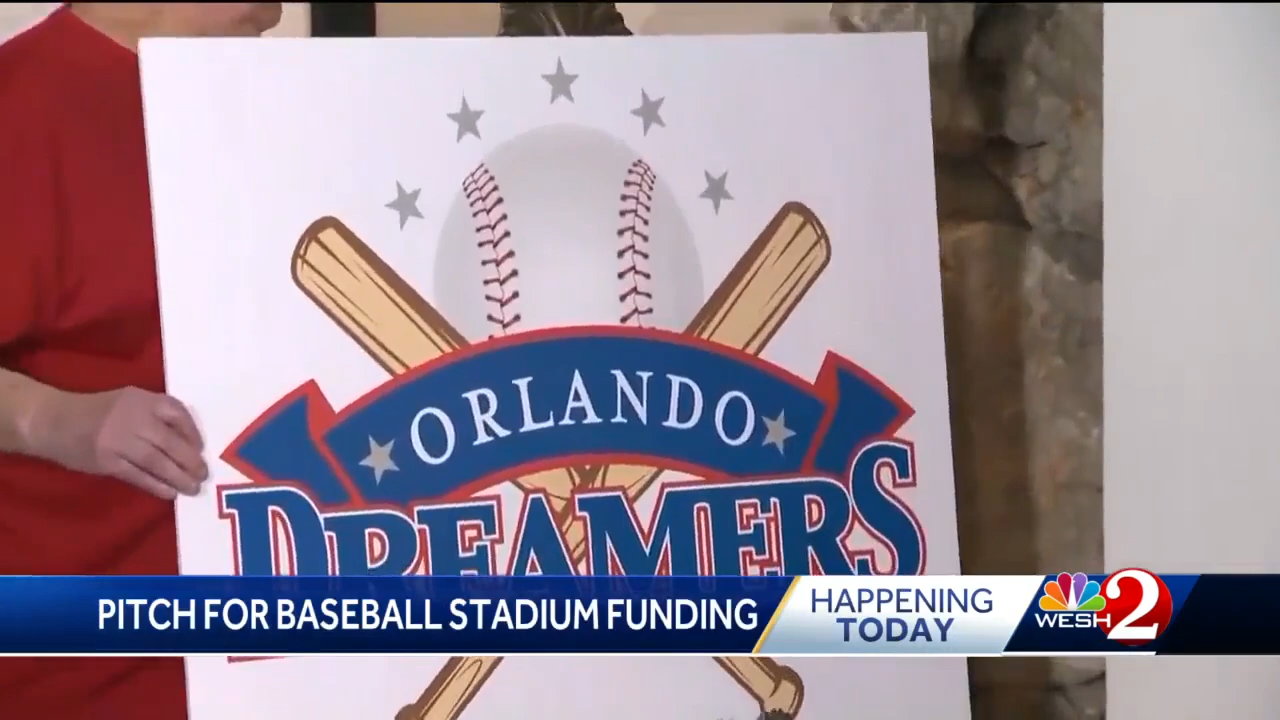 ORLANDO
DREAMERS
PITCH FOR BASEBALL STADIUM FUNDING
HAPPENING
TODAY
WESH 2